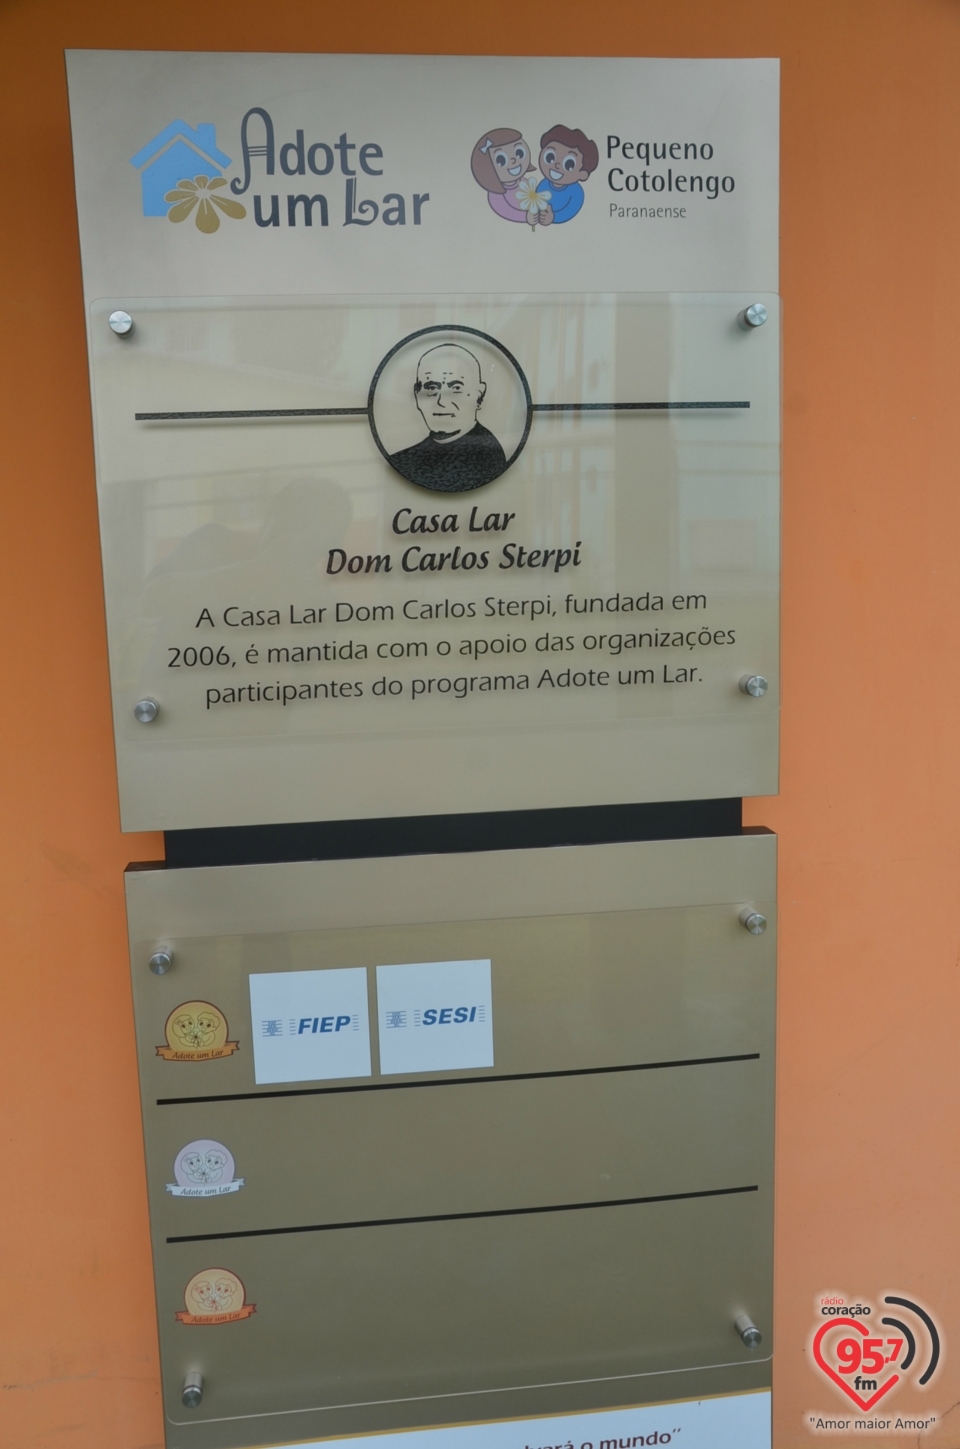 Adote
um Lar
Pequeno
Cotolengo
Paranaense
Casa Lar
Dom Carlos Sterpi
A Casa Lar Dom Carlos Sterpi, fundada em
2006, é mantida com o apoio das organizações
participantes do programa Adote um Lar.
FIEP
SESI
Adote um Lar
Adote um Lar
Adote um Lar
o mundo”
rádio
coração
95,7
fm
"Amor maior Amor"